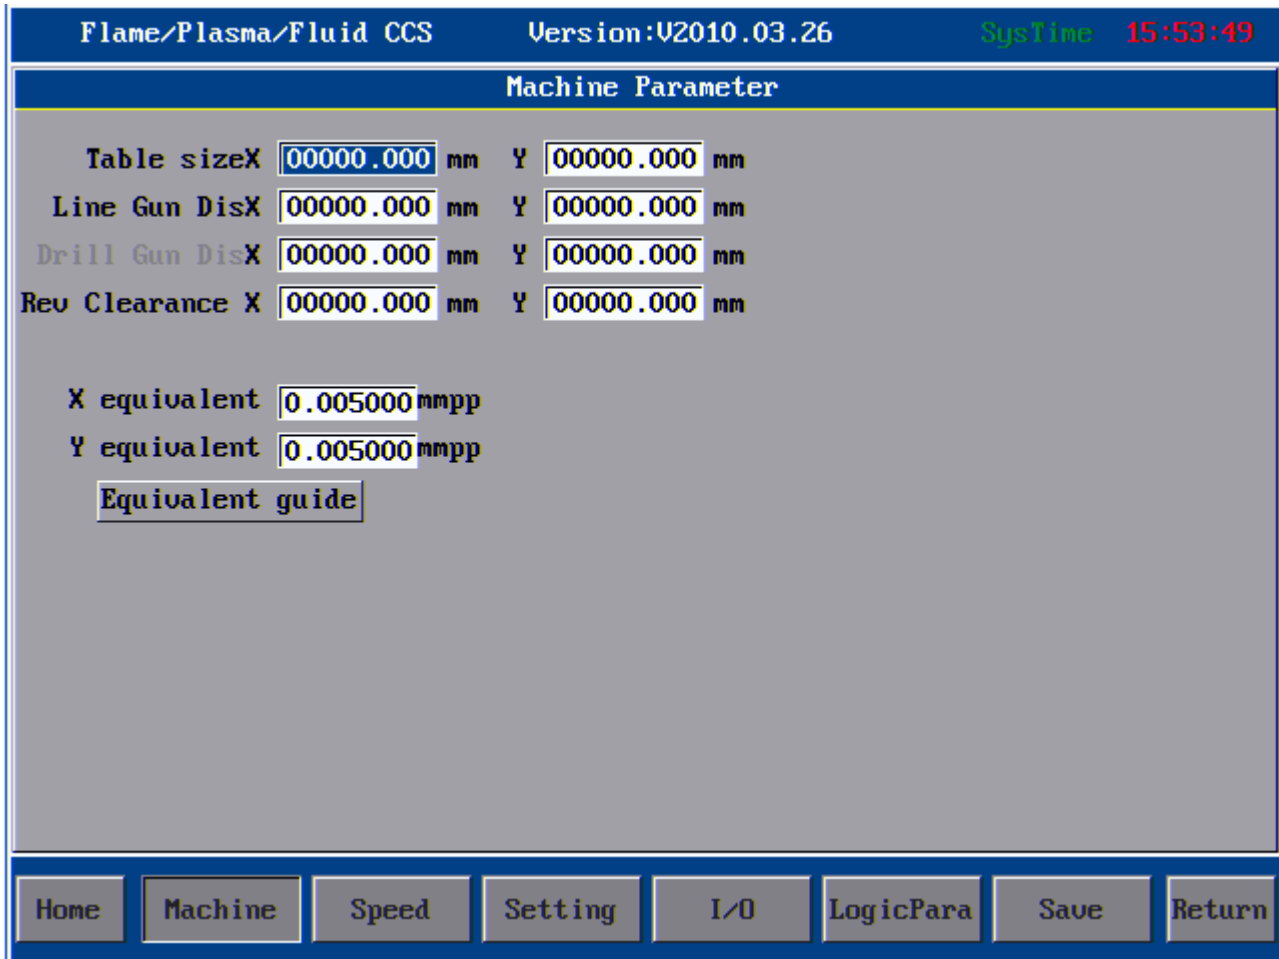 Flame/Plasma/Fluid CCS Version:V2010.03.26 SysTime 15:53:49
Machine Parameter
Table sizeX 00000.000 mm Y 00000.000 mm
Line Gun DisX 00000.000 mm Y 00000.000 mm
Drill Gun DisX 00000.000 mm Y 00000.000 mm
Rev Clearance X 00000.000 mm Y 00000.000 mm
X equivalent 0.005000 mmpp
Y equivalent 0.005000 mmpp
Equivalent guide
Home Machine Speed Setting I/O LogicPara Save Return